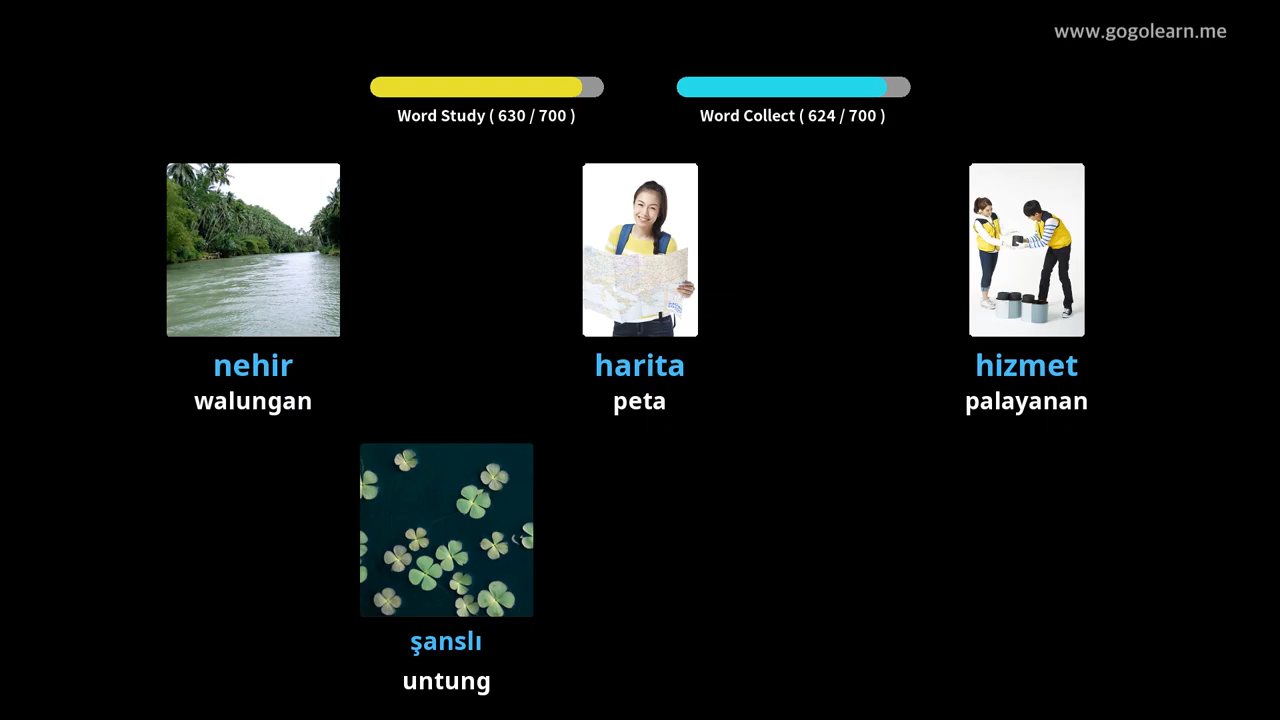 www.gogolearn.me
Word Study ( 630 / 700 )
Word Collect ( 624 / 700 )
nehir
walungan
harita
peta
hizmet
palayanan
şanslı
untung